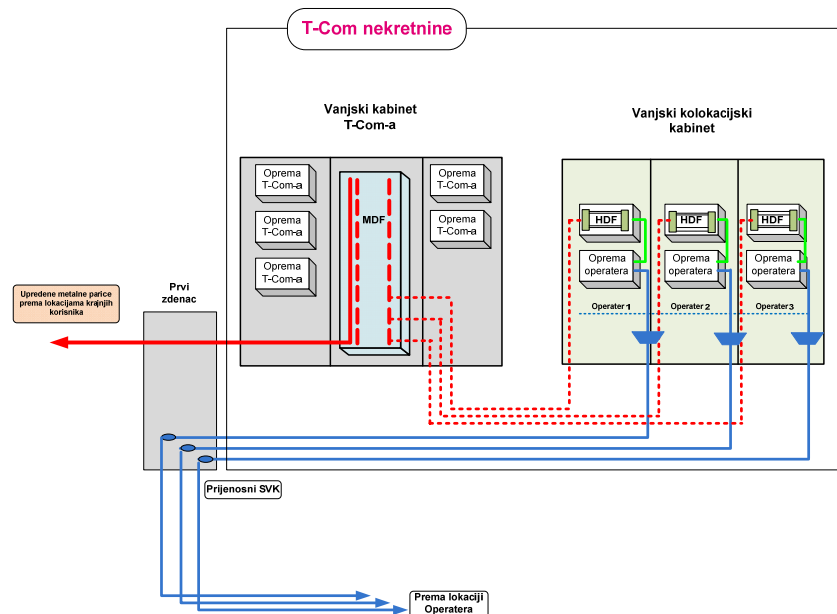 T-Com nekretnine
Vanjski kabinet
T-Com-a
Vanjski kolokacijski
kabinet
Oprema
T-Com-a
Oprema
T-Com-a
Oprema
T-Com-a
MDF
Oprema
T-Com-a
Oprema
T-Com-a
HDF
HDF
HDF
Oprema
operatera
Oprema
operatera
Oprema
operatera
Operater 1
Operater 2
Operater 3
Prvi
zdenac
Upredene metalne parice
prema lokacijama krajnjih
korisnika
Prijenosni SVK
Prema lokaciji
Operatera